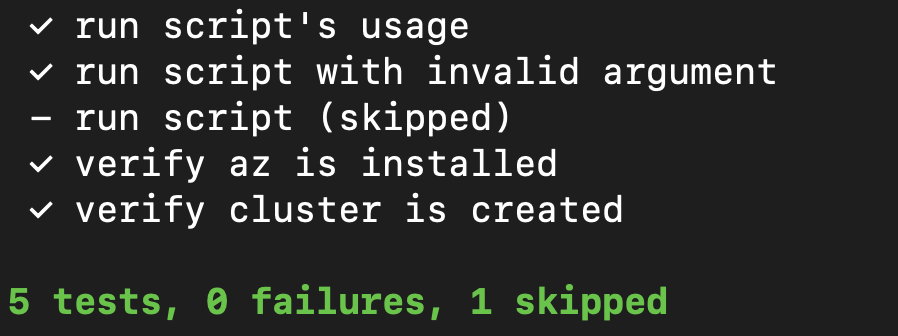 ✓ run script's usage
✓ run script with invalid argument
– run script (skipped)
✓ verify az is installed
✓ verify cluster is created
5 tests, 0 failures, 1 skipped